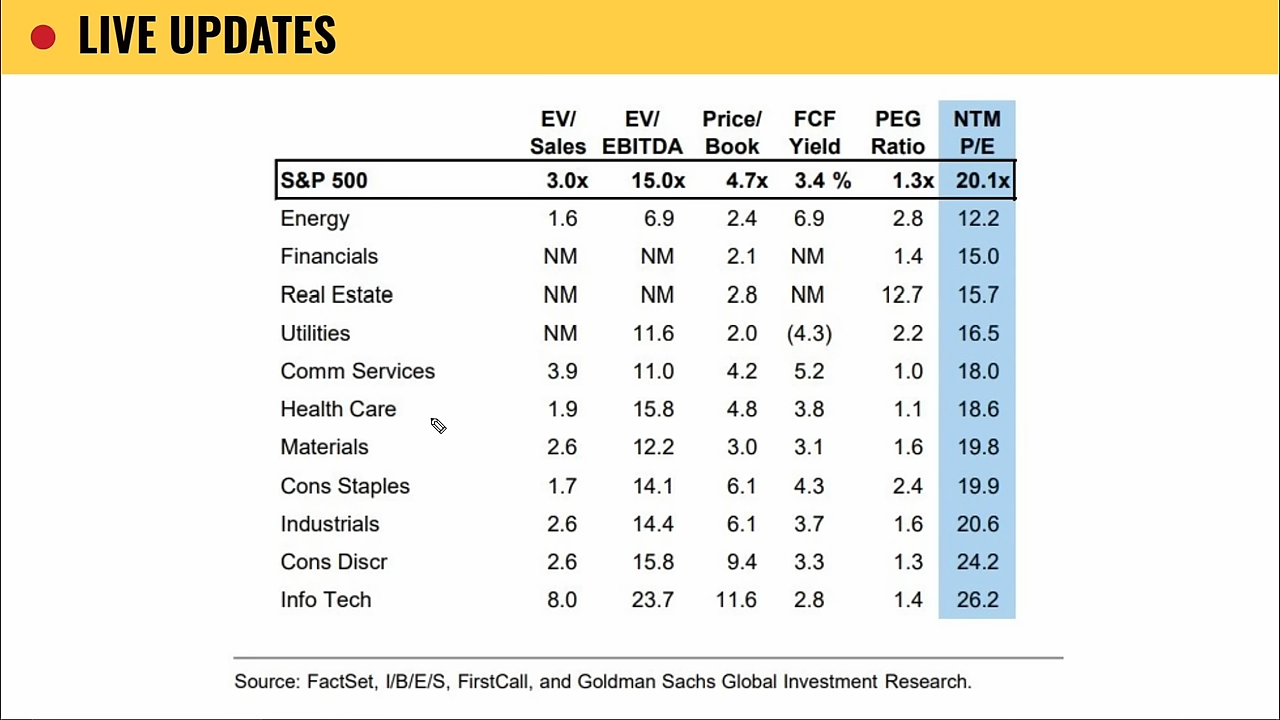 LIVE UPDATES
EV/ EV/ Price/ FCF PEG NTM
Sales EBITDA Book Yield Ratio P/E
S&P 500 3.0x 15.0x 4.7x 3.4 % 1.3x 20.1x
Energy 1.6 6.9 2.4 6.9 2.8 12.2
Financials NM NM 2.1 NM 1.4 15.0
Real Estate NM NM 2.8 NM 12.7 15.7
Utilities NM 11.6 2.0 (4.3) 2.2 16.5
Comm Services 3.9 11.0 4.2 5.2 1.0 18.0
Health Care 1.9 15.8 4.8 3.8 1.1 18.6
Materials 2.6 12.2 3.0 3.1 1.6 19.8
Cons Staples 1.7 14.1 6.1 4.3 2.4 19.9
Industrials 2.6 14.4 6.1 3.7 1.6 20.6
Cons Discr 2.6 15.8 9.4 3.3 1.3 24.2
Info Tech 8.0 23.7 11.6 2.8 1.4 26.2
Source: FactSet, I/B/E/S, FirstCall, and Goldman Sachs Global Investment Research.